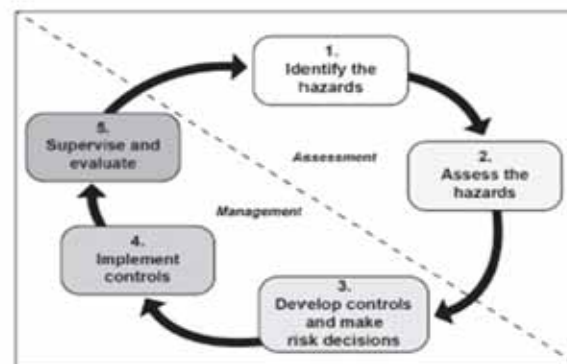 1.
Identify the
hazards
2.
Assess the
hazards
3.
Develop controls
and make
risk decisions
4.
Implement
controls
5.
Supervise and
evaluate
Assessment
Management